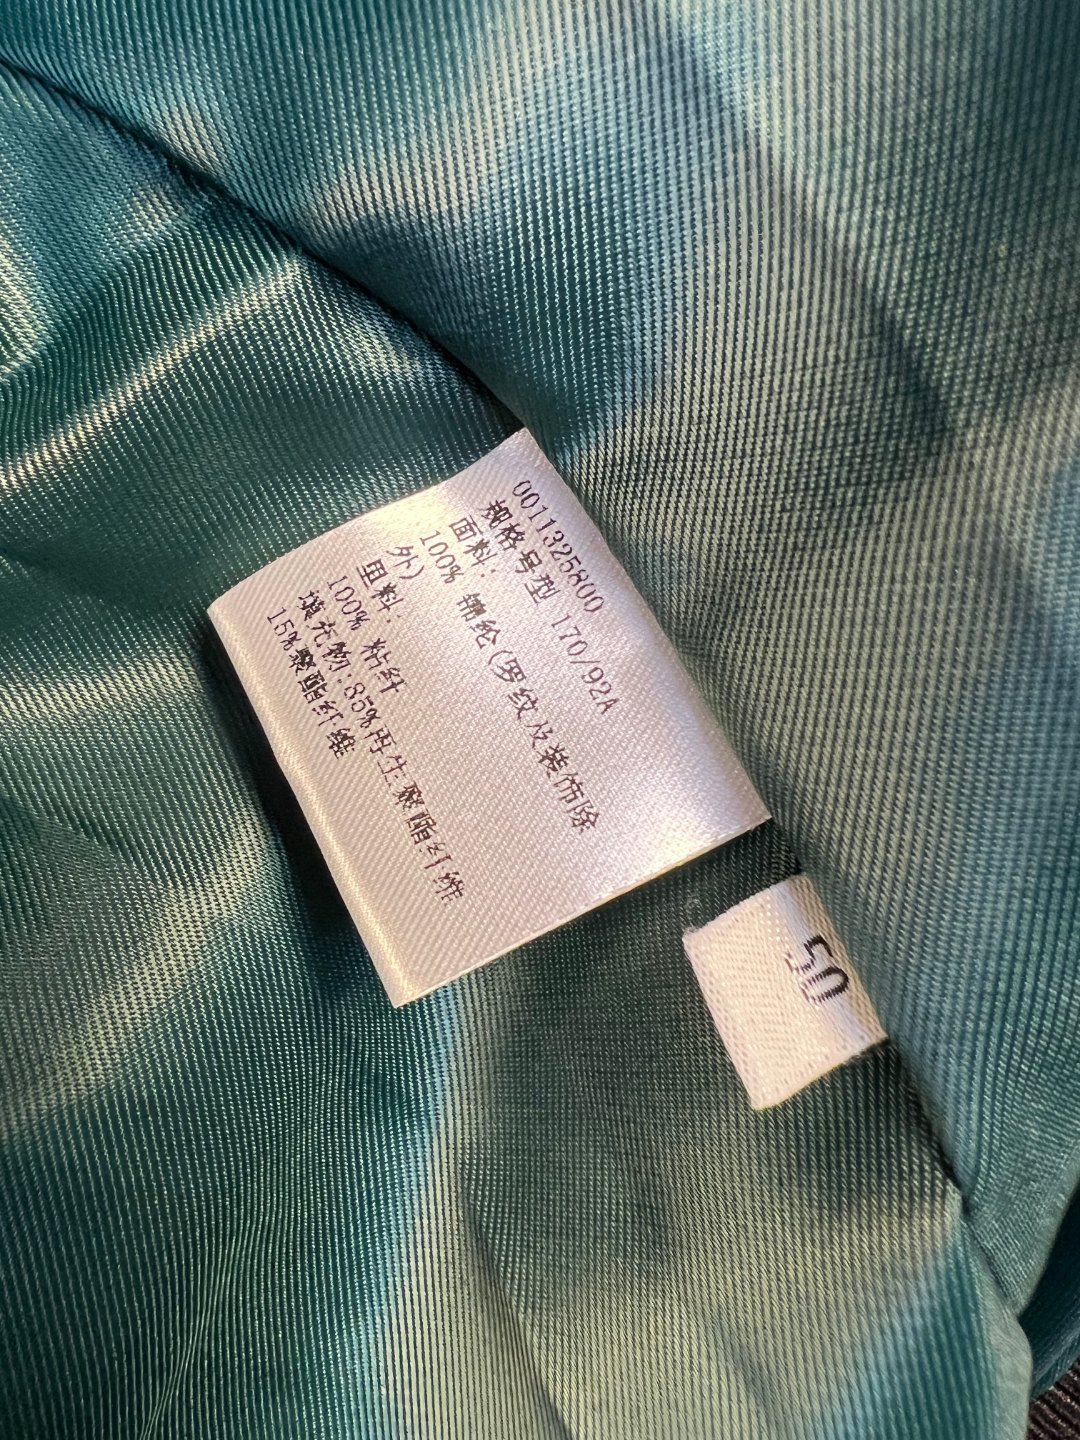 0011325800
规格号型 170/92A
面料:
100% 锦纶(罗纹及装饰除
外)
里料:
100% 粘纤
填充物:85%再生聚酯纤维
15%聚酯纤维
50